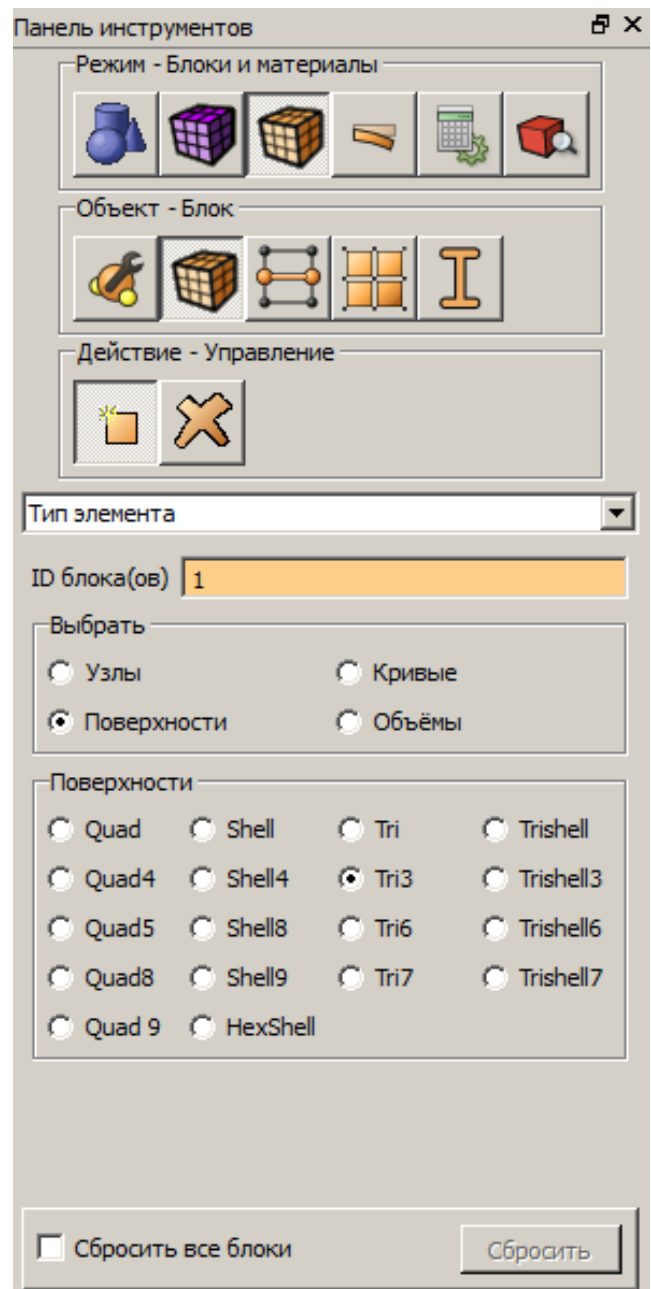 Панель инструментов
Режим - Блоки и материалы
Объект - Блок
Действие - Управление
Тип элемента
ID блока(ов) 1
Выбрать
Узлы Кривые
Поверхности Объёмы
Поверхности
Quad Shell Tri Trishell
Quad4 Shell4 Tri3 Trishell3
Quad5 Shell8 Tri6 Trishell6
Quad8 Shell9 Tri7 Trishell7
Quad 9 HexShell
Сбросить все блоки Сбросить